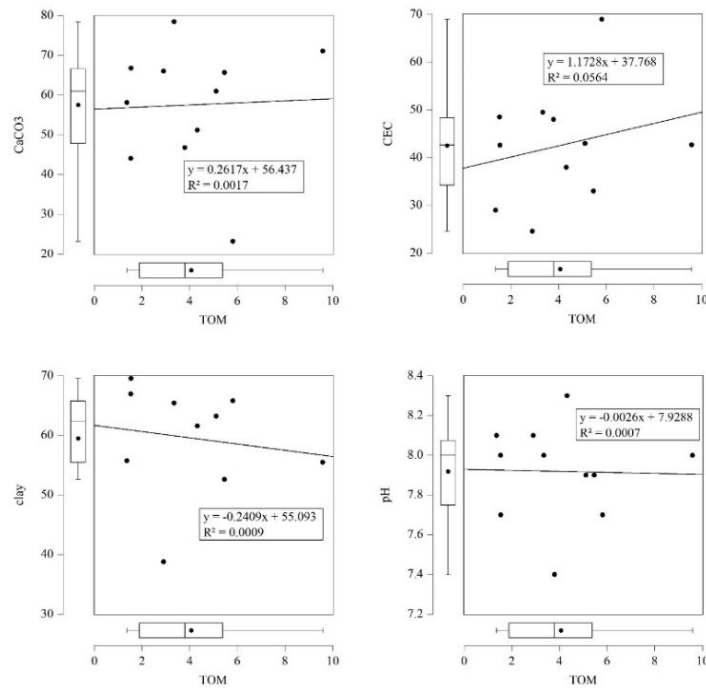 80
70
60
50
40
30
20
CaCO3
y = 0.2617x + 56.437
R² = 0.0017
0 2 4 6 8 10
TOM
70
60
50
40
30
20
CEC
y = 1.1728x + 37.768
R² = 0.0564
0 2 4 6 8 10
TOM
70
60
50
40
30
clay
y = -0.2409x + 55.093
R² = 0.0009
0 2 4 6 8 10
TOM
8.4
8.2
8.0
7.8
7.6
7.4
7.2
pH
y = -0.0026x + 7.9288
R² = 0.0007
0 2 4 6 8 10
TOM